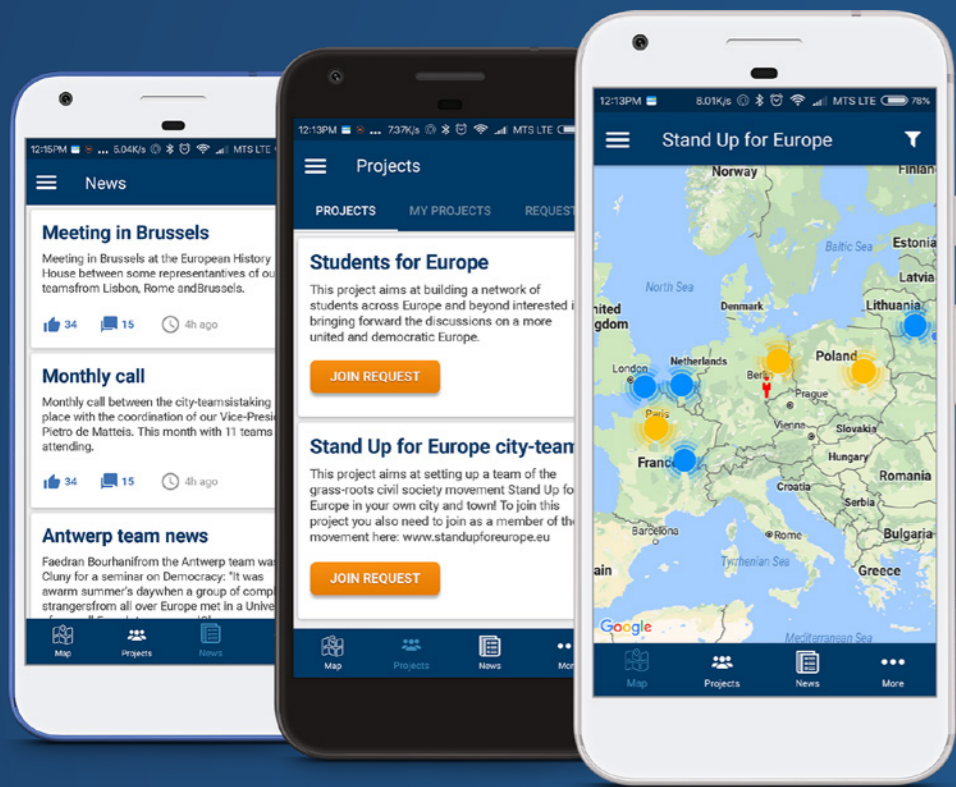 12:15PM ... 5.04K/s MTS LTE
News
Meeting in Brussels
Meeting in Brussels at the European History
House between some representantives of ou
teamsfrom Lisbon, Rome andBrussels.
34 15 4h ago
Monthly call
Monthly call between the city-teamsistaking
place with the coordination of our Vice-Presid
Pietro de Matteis. This month with 11 teams
attending.
34 15 4h ago
Antwerp team news
Faedran Bourhanifrom the Antwerp team was
Cluny for a seminar on Democracy: "It was
awarm summer's daywhen a group of compl
strangersfrom all over Europe met in a Unive
Map Projects News
12:13PM ... 7.37K/s MTS LTE
Projects
PROJECTS MY PROJECTS REQUEST
Students for Europe
This project aims at building a network of
students across Europe and beyond interested i
bringing forward the discussions on a more
united and democratic Europe.
JOIN REQUEST
Stand Up for Europe city-team
This project aims at setting up a team of the
grass-roots civil society movement Stand Up fo
Europe in your own city and town! To join this
project you also need to join as a member of the
movement here: www.standupforeurope.eu
JOIN REQUEST
Map Projects News Mor
12:13PM 8.01K/s MTS LTE 78%
Stand Up for Europe
Norway
Finlan
Baltic Sea
Estonia
Latvia
North Sea
Denmark
Lithuania
nited
gdom
London
Netherlands
Berlin
Poland
Prague
Paris
Vienna
Slovakia
France
Hungary
Croatia
Romania
Serbia
Barcelona
Rome
Bulgaria
ain
Tyrrhenian Sea
Greece
Google
Mediterranean Sea
Map Projects News More